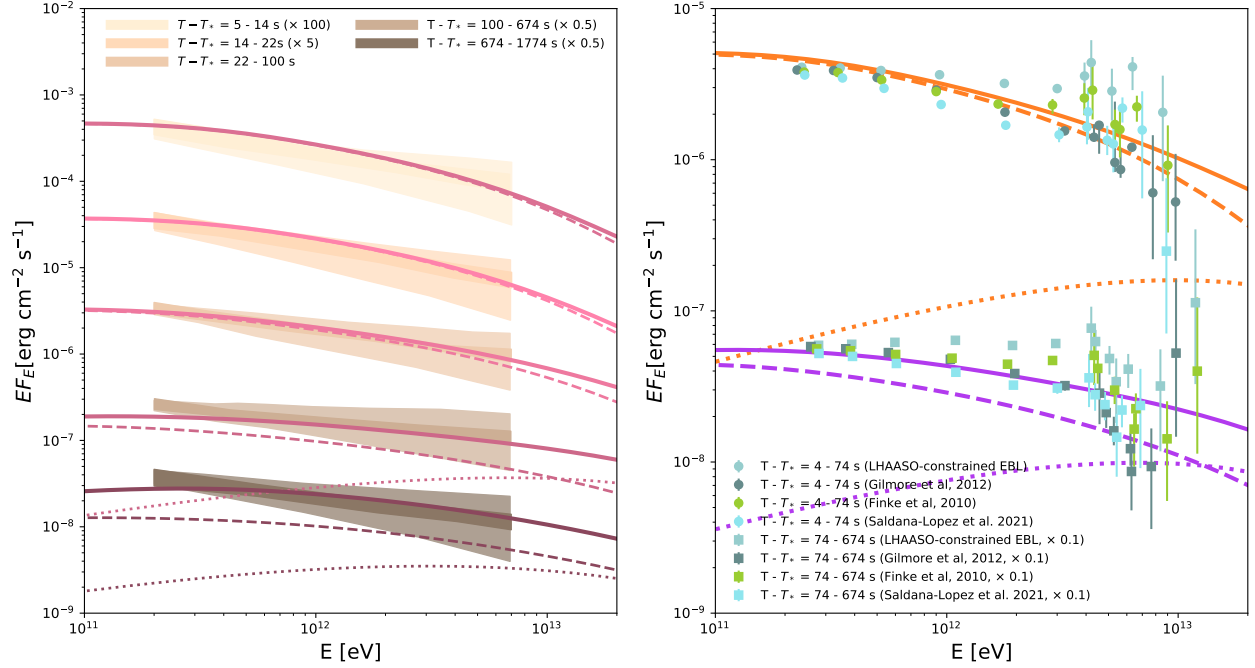 10⁻²
10⁻³
10⁻⁴
10⁻⁵
10⁻⁶
10⁻⁷
10⁻⁸
10⁻⁹
EF_E[erg cm⁻² s⁻¹]
T − T* = 5 - 14 s (× 100)
T − T* = 14 - 22s (× 5)
T − T* = 22 - 100 s
T - T* = 100 - 674 s (× 0.5)
T - T* = 674 - 1774 s (× 0.5)
10¹¹
10¹²
10¹³
E [eV]
10⁻⁵
10⁻⁶
10⁻⁷
10⁻⁸
10⁻⁹
EF_E[erg cm⁻² s⁻¹]
T - T* = 4 - 74 s (LHAASO-constrained EBL)
T - T* = 4 - 74 s (Gilmore et al, 2012)
T - T* = 4 - 74 s (Finke et al, 2010)
T - T* = 4 - 74 s (Saldana-Lopez et al. 2021)
T - T* = 74 - 674 s (LHAASO-constrained EBL, × 0.1)
T - T* = 74 - 674 s (Gilmore et al, 2012, × 0.1)
T - T* = 74 - 674 s (Finke et al, 2010, × 0.1)
T - T* = 74 - 674 s (Saldana-Lopez et al. 2021, × 0.1)
10¹¹
10¹²
10¹³
E [eV]